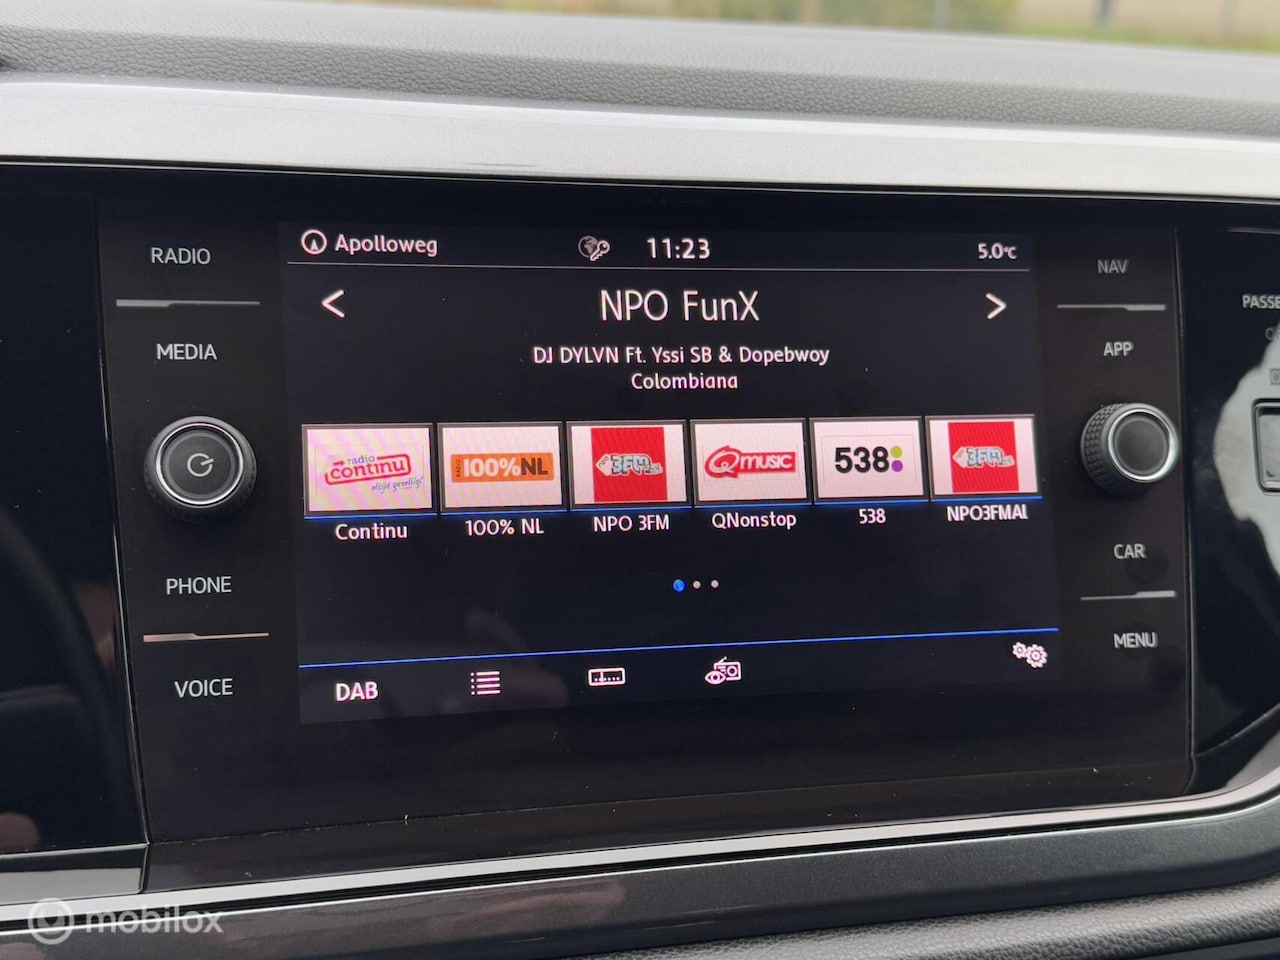 RADIO
MEDIA
PHONE
VOICE
Apolloweg
11:23
5.0°C
NPO FunX
DJ DYLVN Ft. Yssi SB & Dopebwoy
Colombiana
radio
continu
altijd gezellig!
RADIO
100%NL
3FM
Q music
538
3FM
Continu
100% NL
NPO 3FM
QNonstop
538
NPO3FMAl
DAB
NAV
APP
CAR
MENU
PASSE
mobilox